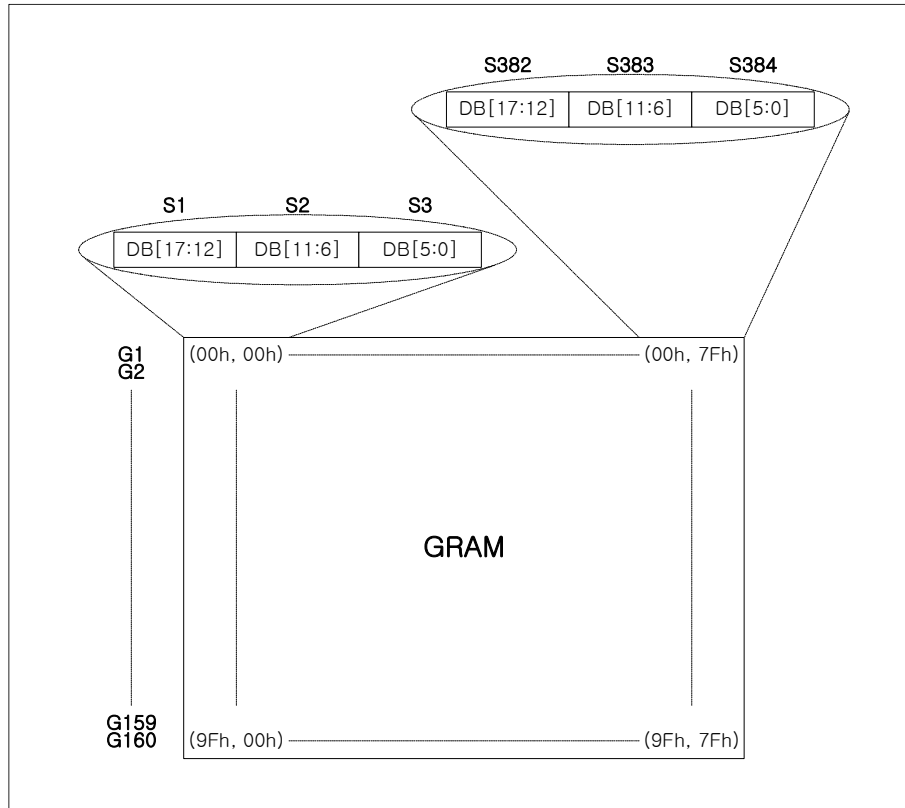 S382 S383 S384
DB[17:12] DB[11:6] DB[5:0]
S1 S2 S3
DB[17:12] DB[11:6] DB[5:0]
G1 (00h, 00h) (00h, 7Fh)
G2
GRAM
G159
G160 (9Fh, 00h) (9Fh, 7Fh)